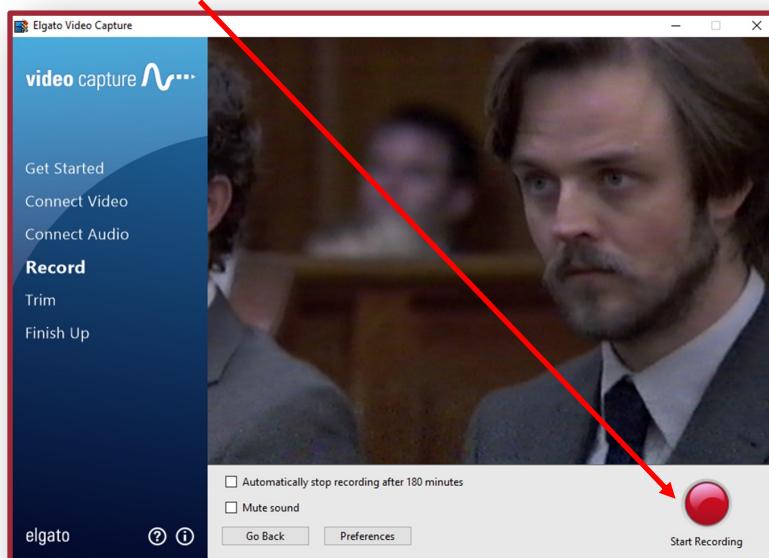 Elgato Video Capture
video capture
Get Started
Connect Video
Connect Audio
Record
Trim
Finish Up
Automatically stop recording after 180 minutes
Mute sound
Go Back
Preferences
Start Recording
elgato